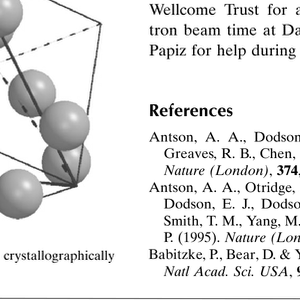 Wellcome Trust for a
tron beam time at Da
Papiz for help during
References
Antson, A. A., Dodson
Greaves, R. B., Chen,
Nature (London), 374,
Antson, A. A., Otridge,
Dodson, E. J., Dodso
Smith, T. M., Yang, M.
P. (1995). Nature (Lon
Babitzke, P., Bear, D. & Y
Natl Acad. Sci. USA, 9
crystallographically